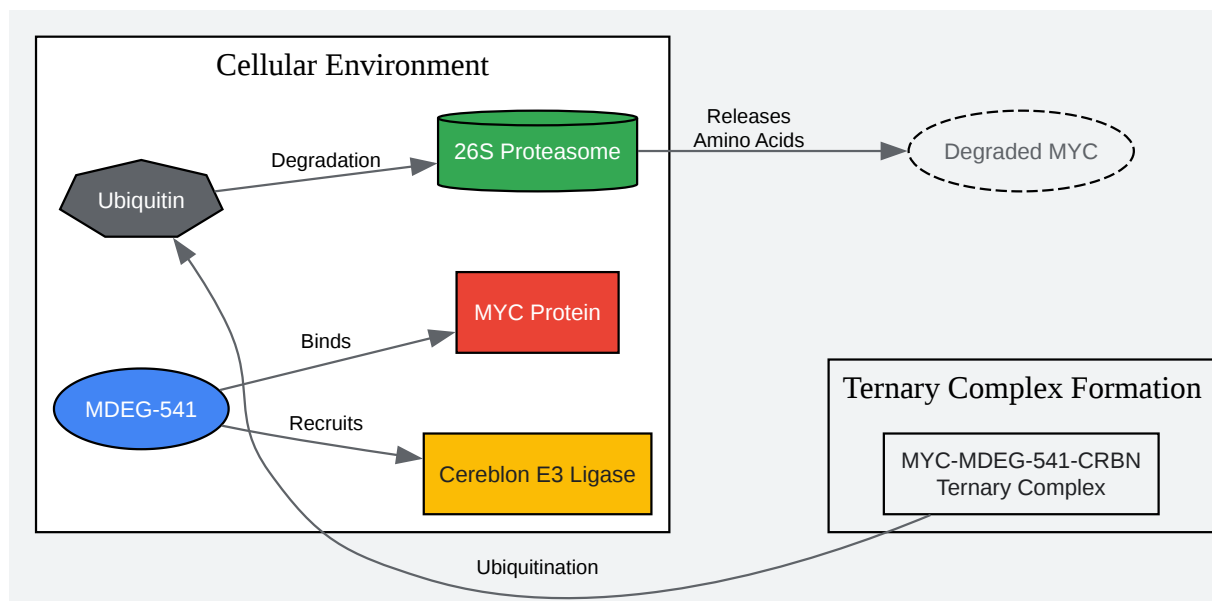 Cellular Environment
Releases
Amino Acids
Degradation
26S Proteasome
Degraded MYC
Ubiquitin
MYC Protein
Binds
MDEG-541
Recruits
Cereblon E3 Ligase
Ternary Complex Formation
MYC-MDEG-541-CRBN
Ternary Complex
Ubiquitination